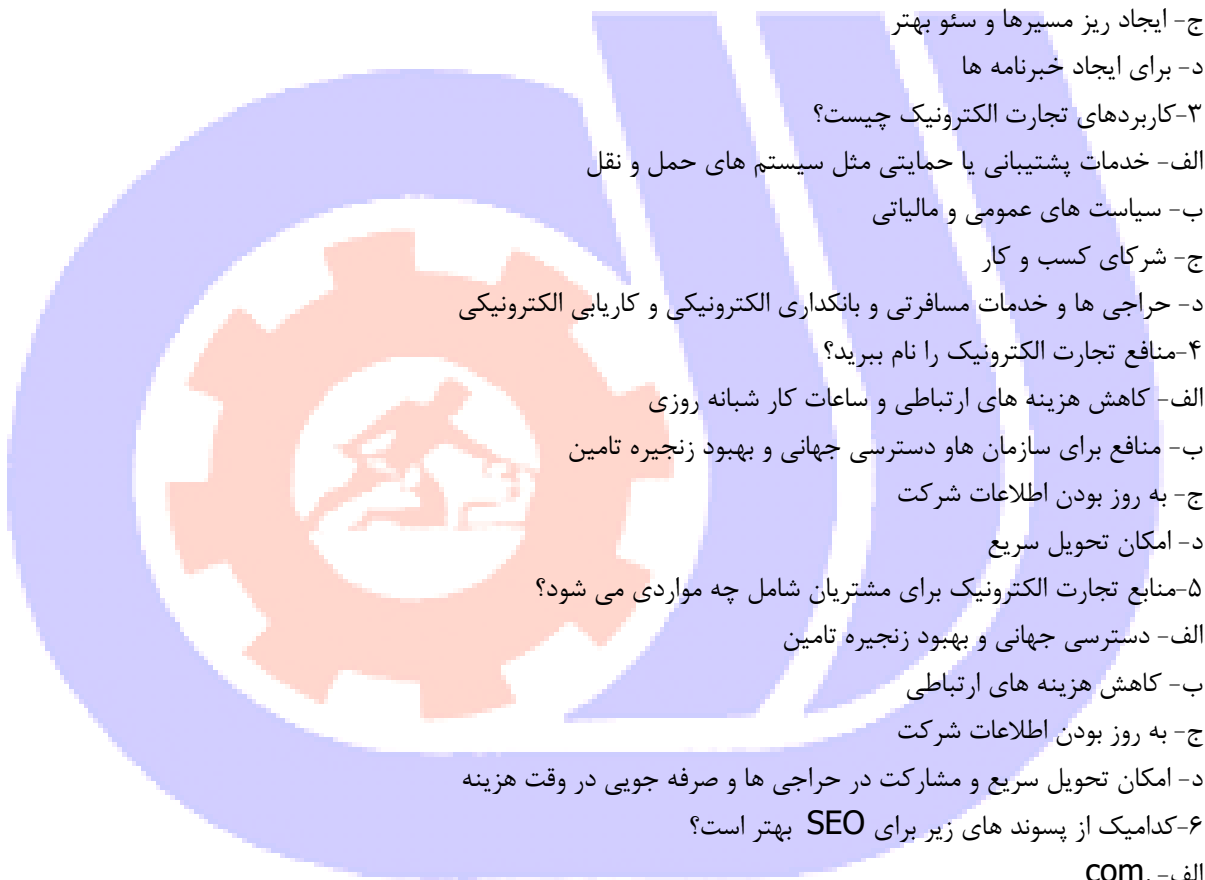 ج- ایجاد ریز مسیرها و سئو بهتر
د- برای ایجاد خبرنامه ها
۳-کاربردهای تجارت الکترونیک چیست؟
الف- خدمات پشتیبانی یا حمایتی مثل سیستم های حمل و نقل
ب- سیاست های عمومی و مالیاتی
ج- شرکای کسب و کار
د- حراجی ها و خدمات مسافرتی و بانکداری الکترونیکی و کاریابی الکترونیکی
۴-منافع تجارت الکترونیک را نام ببرید؟
الف- کاهش هزینه های ارتباطی و ساعات کار شبانه روزی
ب- منافع برای سازمان هاو دسترسی جهانی و بهبود زنجیره تامین
ج- به روز بودن اطلاعات شرکت
د- امکان تحویل سریع
۵-منابع تجارت الکترونیک برای مشتریان شامل چه مواردی می شود؟
الف- دسترسی جهانی و بهبود زنجیره تامین
ب- کاهش هزینه های ارتباطی
ج- به روز بودن اطلاعات شرکت
د- امکان تحویل سریع و مشارکت در حراجی ها و صرفه جویی در وقت هزینه
۶-کدامیک از پسوند های زیر برای SEO بهتر است؟
الف- .com